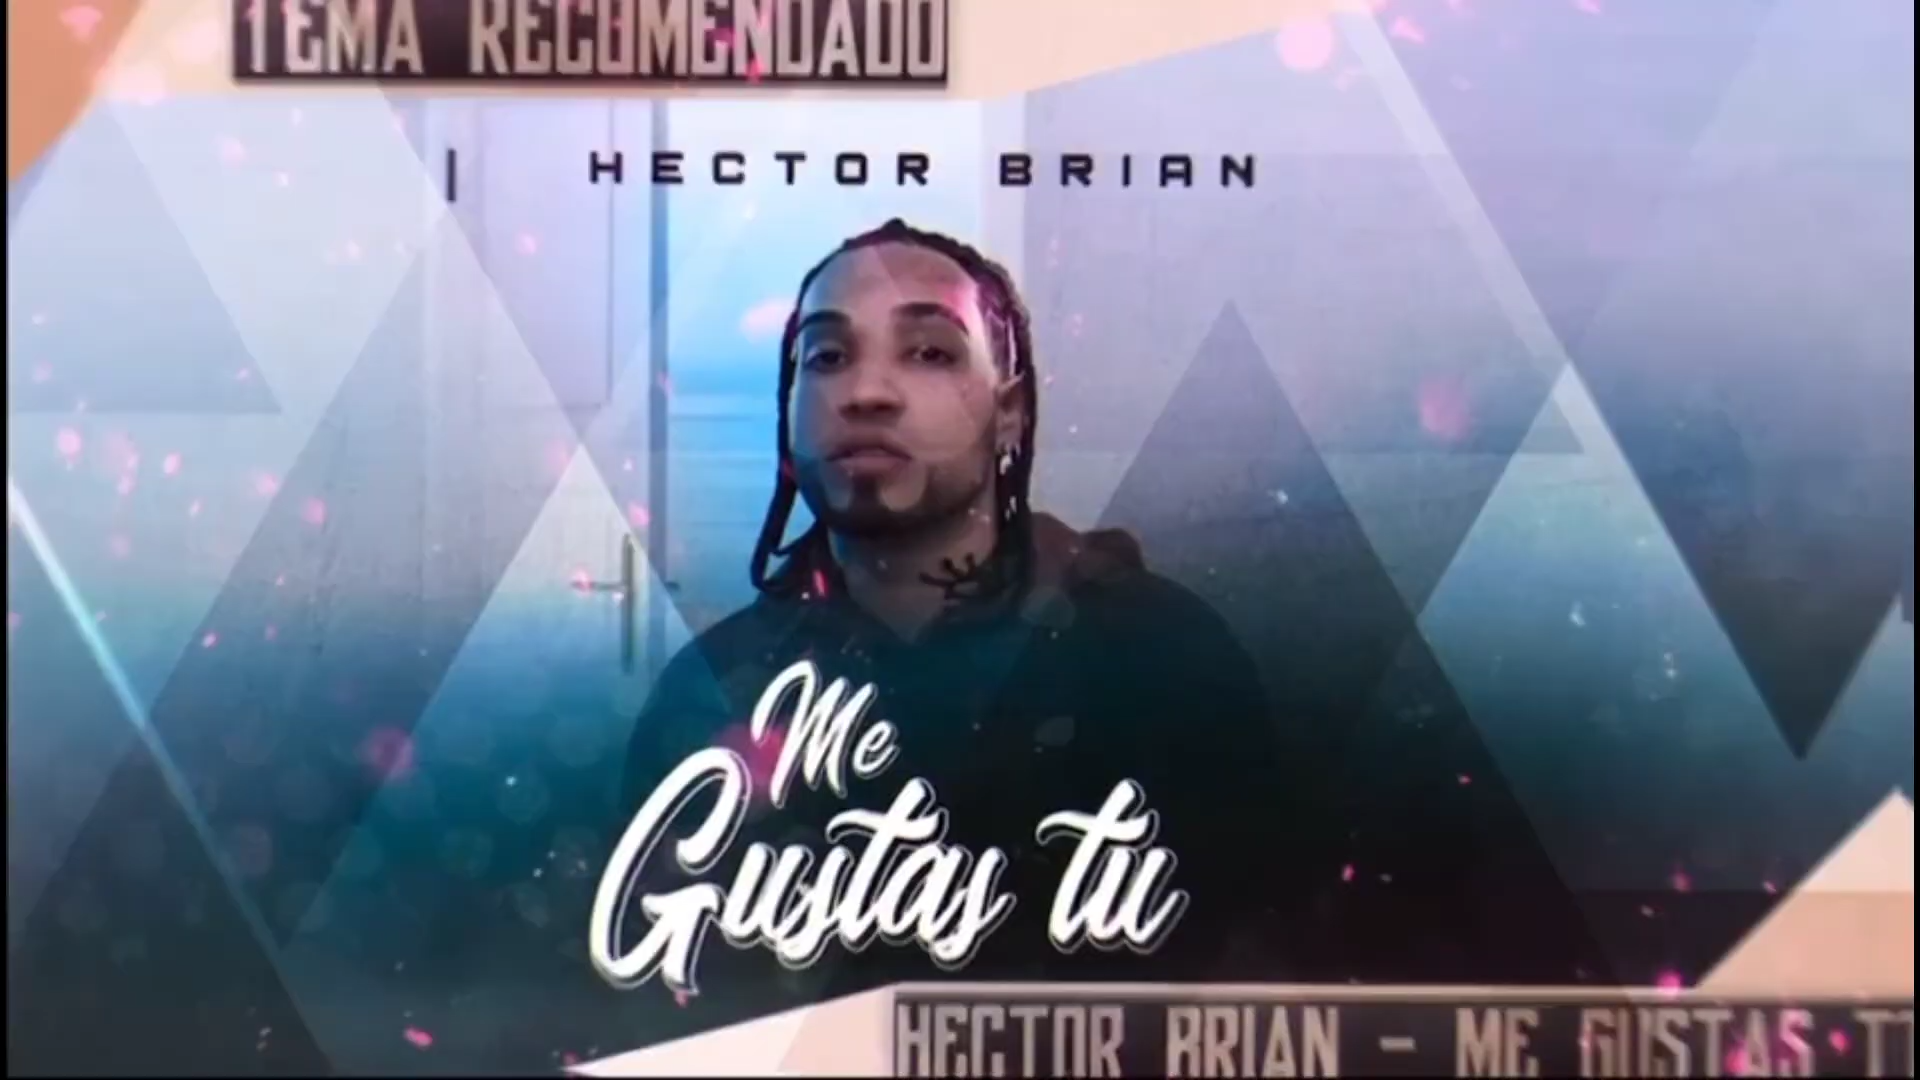 TEMA RECOMENDADO
HECTOR BRIAN
Me
Gustas tu
HECTOR BRIAN - ME GUSTAS